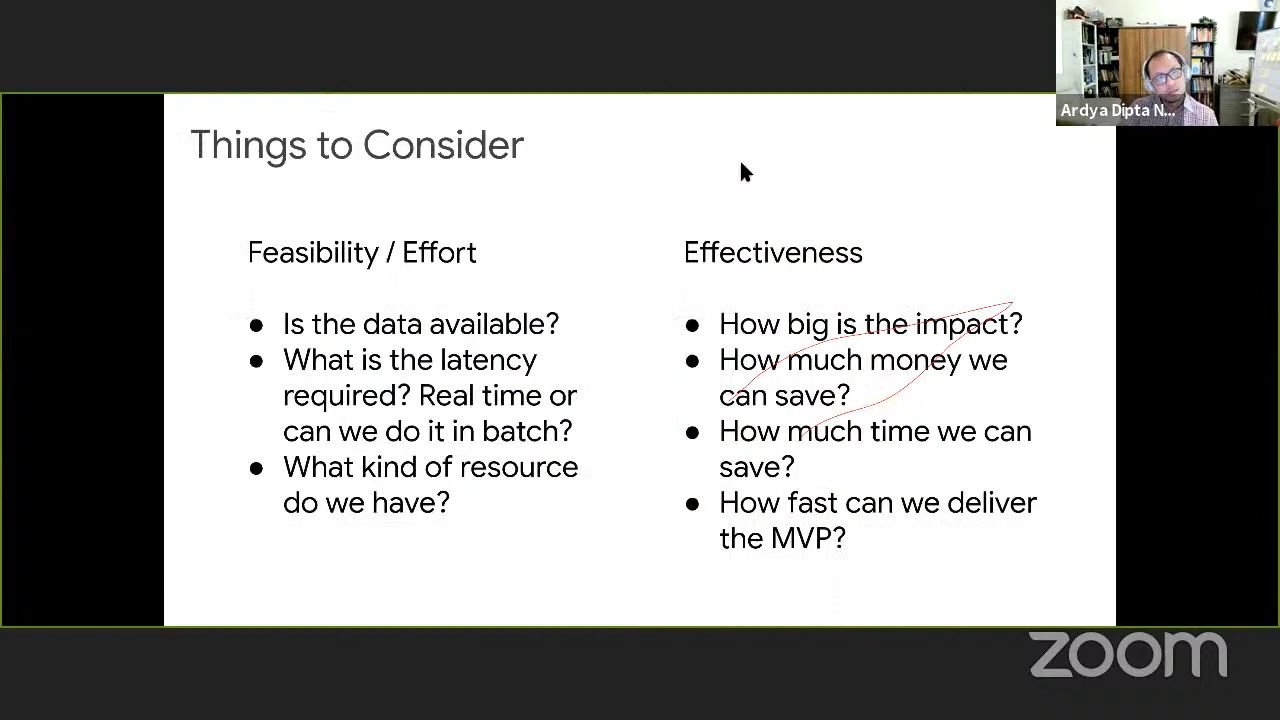 Ardya Dipta N...
Things to Consider
Feasibility / Effort
● Is the data available?
● What is the latency
required? Real time or
can we do it in batch?
● What kind of resource
do we have?
Effectiveness
● How big is the impact?
● How much money we
can save?
● How much time we can
save?
● How fast can we deliver
the MVP?
zoom